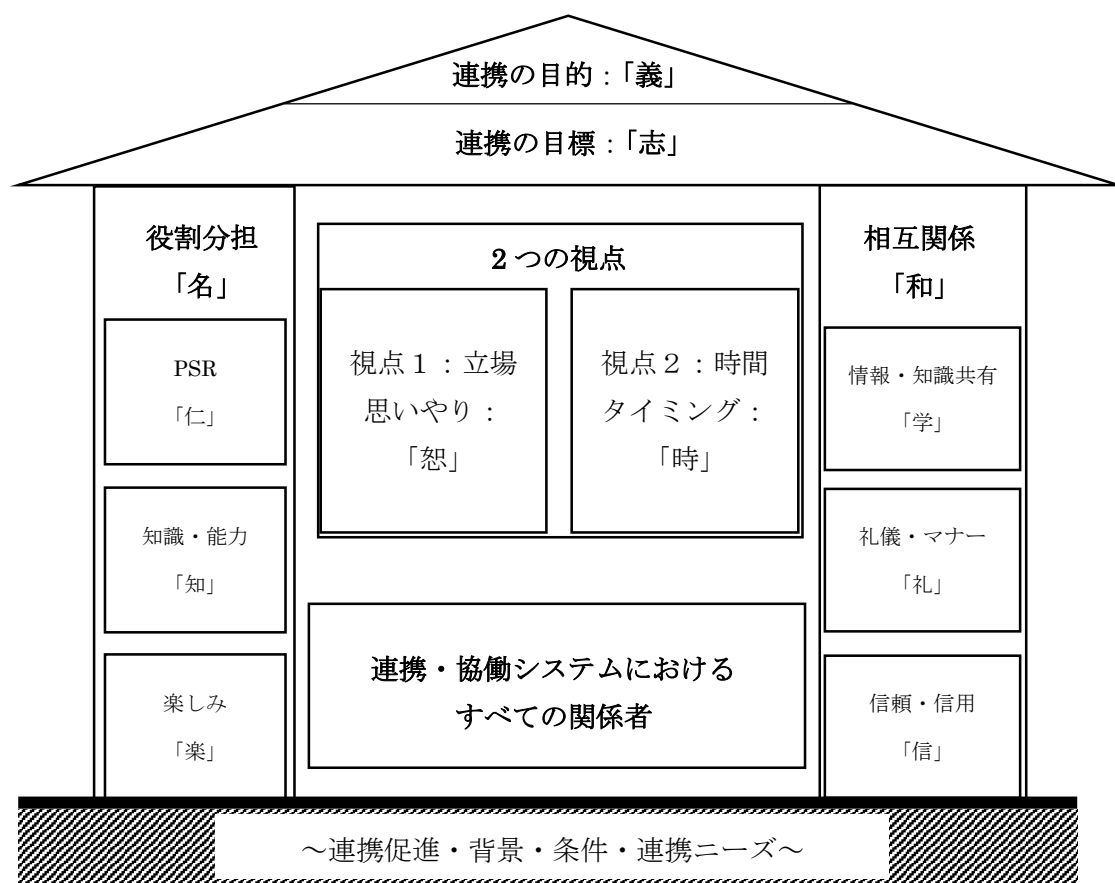 連携の目的：「義」
連携の目標：「志」
役割分担
「名」
PSR
「仁」
知識・能力
「知」
楽しみ
「楽」
2つの視点
視点１：立場
思いやり：
「恕」
視点２：時間
タイミング：
「時」
連携・協働システムにおける
すべての関係者
相互関係
「和」
情報・知識共有
「学」
礼儀・マナー
「礼」
信頼・信用
「信」
～連携促進・背景・条件・連携ニーズ～